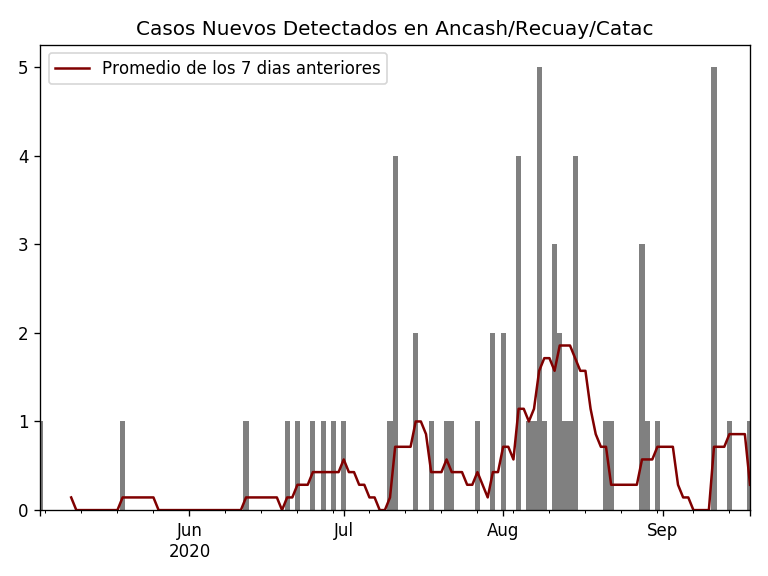 Casos Nuevos Detectados en Ancash/Recuay/Catac
Promedio de los 7 dias anteriores
5
4
3
2
1
0
Jun Jul Aug Sep
2020